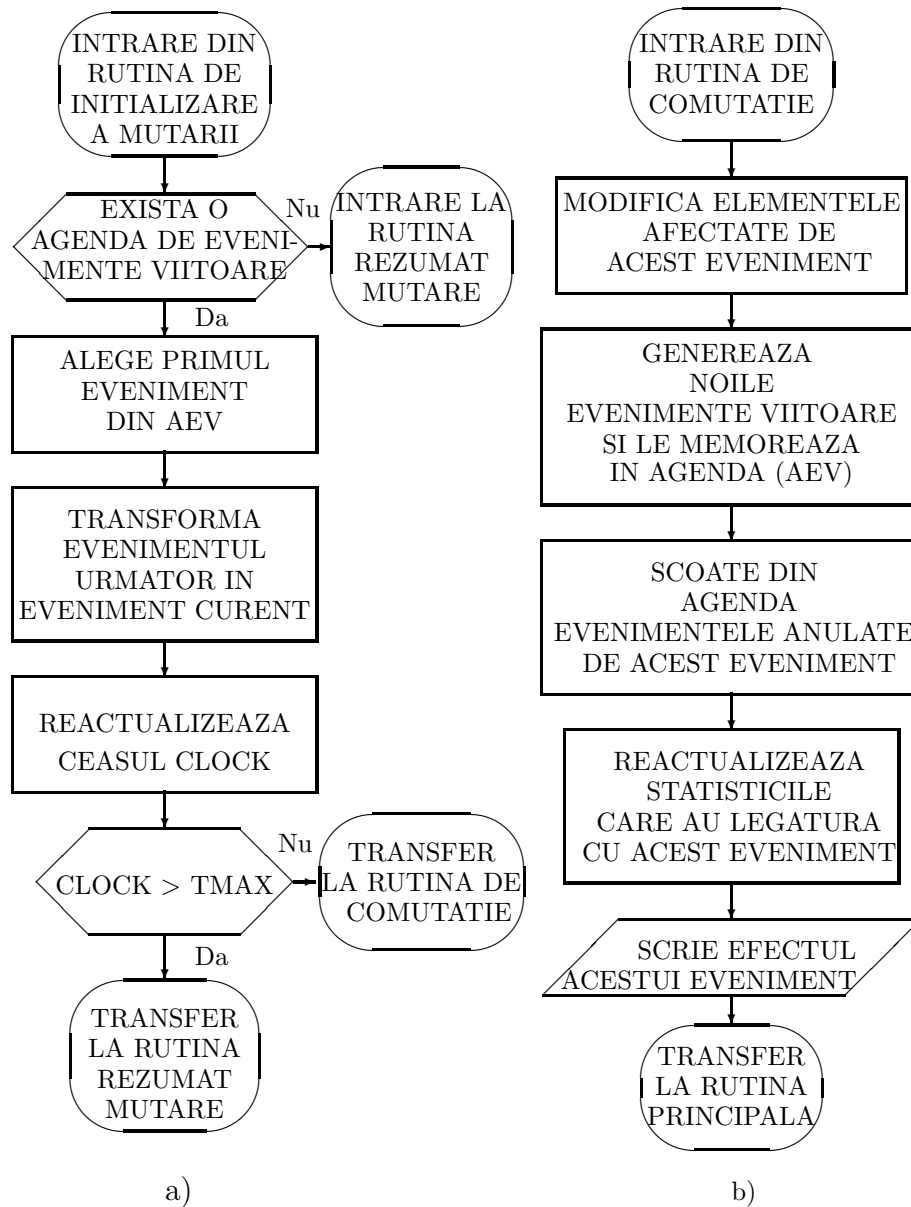 INTRARE DIN
RUTINA DE
INITIALIZARE
A MUTARII
EXISTA O
AGENDA DE EVENI-
MENTE VIITOARE
Nu
INTRARE LA
RUTINA
REZUMAT
MUTARE
Da
ALEGE PRIMUL
EVENIMENT
DIN AEV
TRANSFORMA
EVENIMENTUL
URMATOR IN
EVENIMENT CURENT
REACTUALIZEAZA
CEASUL CLOCK
CLOCK > TMAX
Nu
TRANSFER
LA RUTINA DE
COMUTATIE
Da
TRANSFER
LA RUTINA
REZUMAT
MUTARE
a)
INTRARE DIN
RUTINA DE
COMUTATIE
MODIFICA ELEMENTELE
AFECTATE DE
ACEST EVENIMENT
GENEREAZA
NOILE
EVENIMENTE VIITOARE
SI LE MEMOREAZA
IN AGENDA (AEV)
SCOATE DIN
AGENDA
EVENIMENTELE ANULATE
DE ACEST EVENIMENT
REACTUALIZEAZA
STATISTICILE
CARE AU LEGATURA
CU ACEST EVENIMENT
SCRIE EFECTUL
ACESTUI EVENIMENT
TRANSFER
LA RUTINA
PRINCIPALA
b)